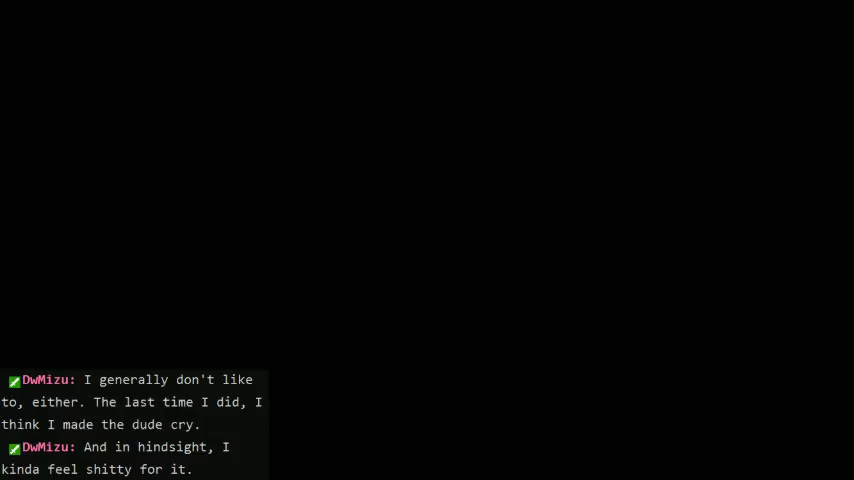 DwMizu: I generally don't like
to, either. The last time I did, I
think I made the dude cry.
DwMizu: And in hindsight, I
kinda feel shitty for it.